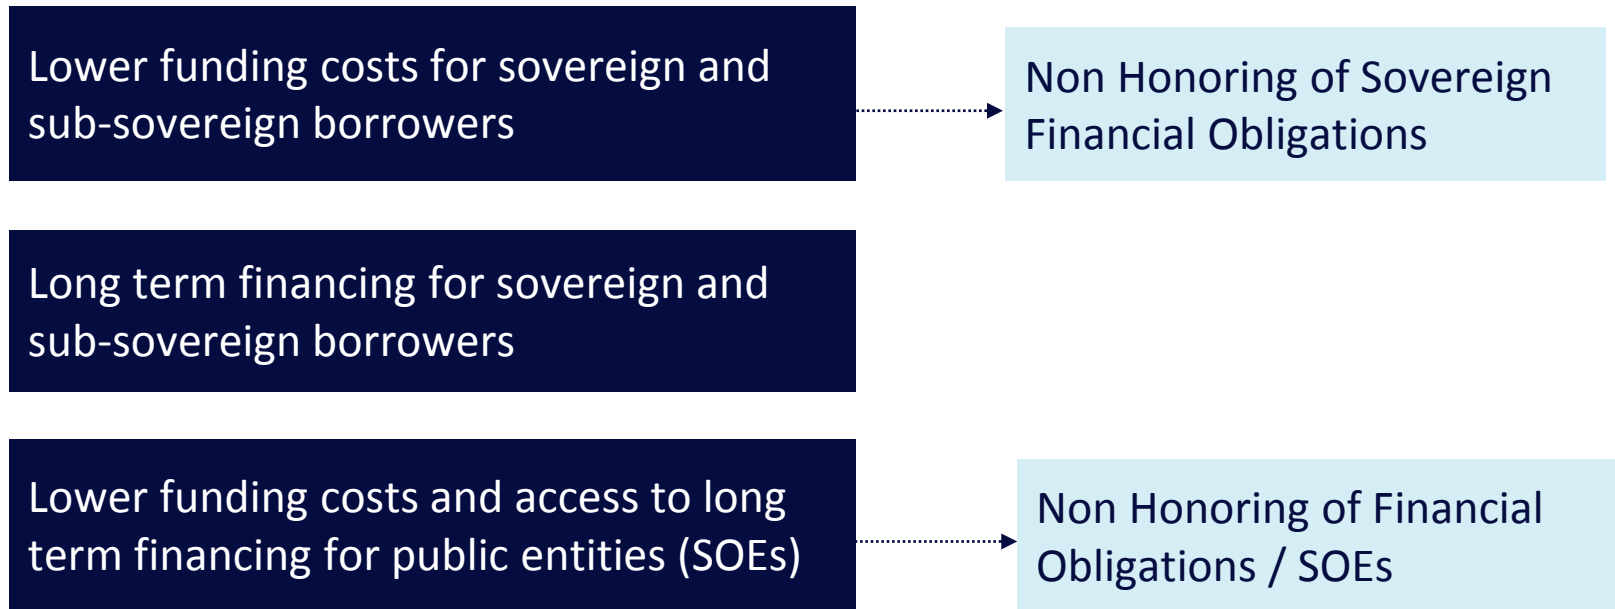 Lower funding costs for sovereign and
sub-sovereign borrowers
Non Honoring of Sovereign
Financial Obligations
Long term financing for sovereign and
sub-sovereign borrowers
Lower funding costs and access to long
term financing for public entities (SOEs)
Non Honoring of Financial
Obligations / SOEs